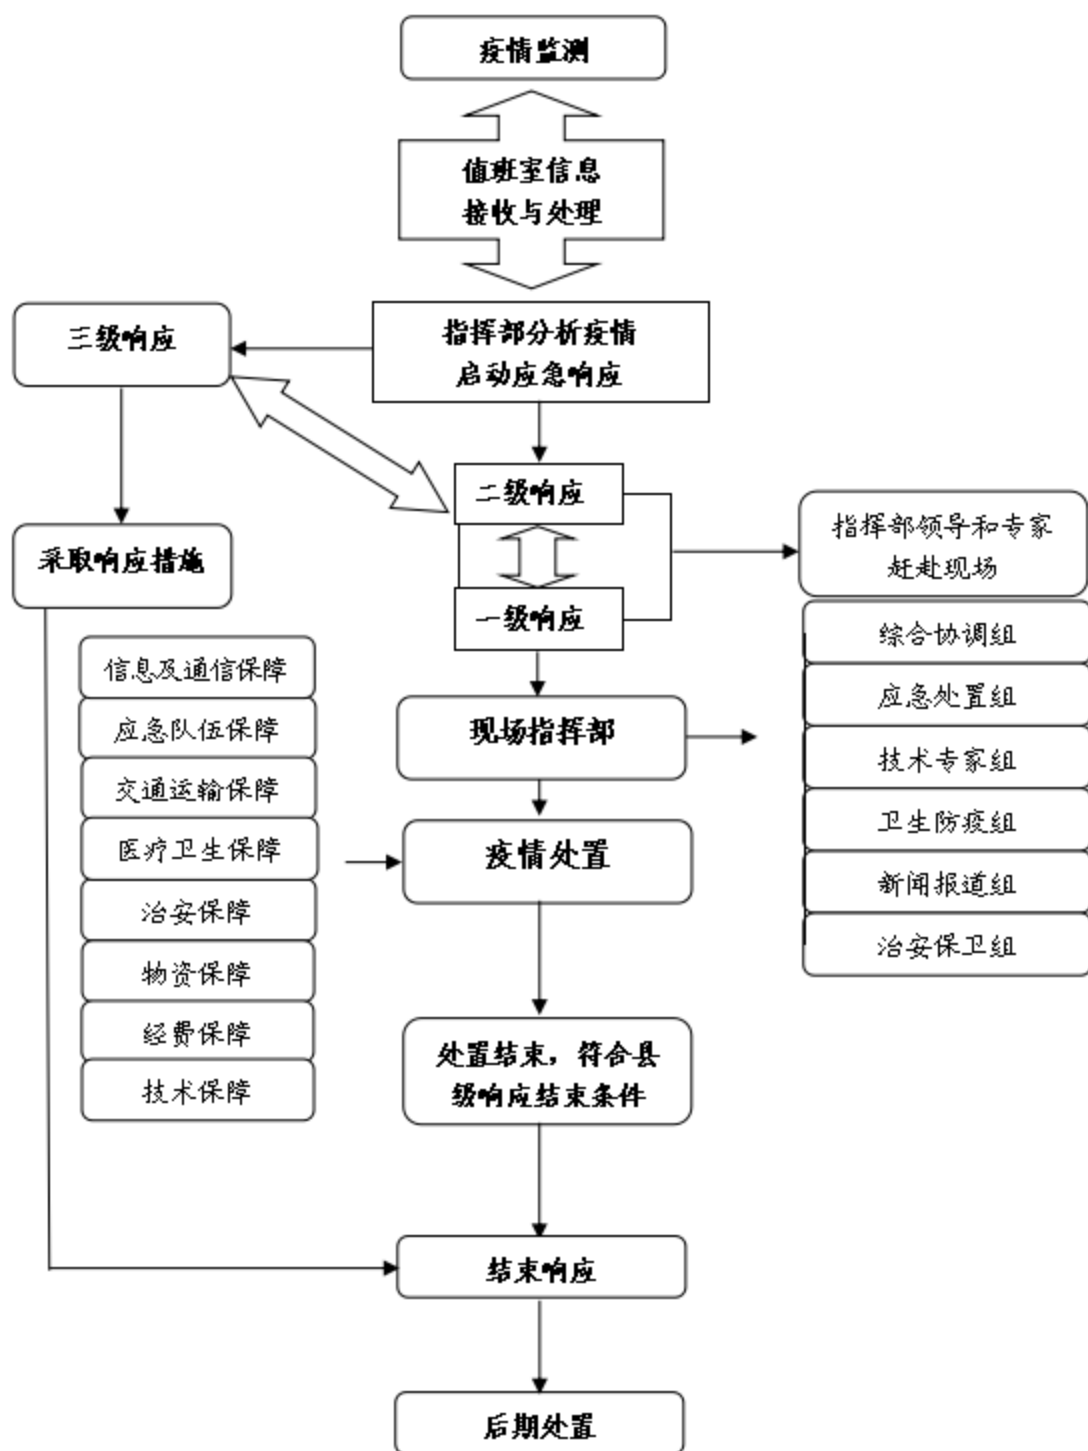 疫情监测
值班室信息
接收与处理
三级响应
指挥部分析疫情
启动应急响应
二级响应
采取响应措施
指挥部领导和专家
赶赴现场
一级响应
综合协调组
信息及通信保障
应急处置组
应急队伍保障
现场指挥部
技术专家组
交通运输保障
卫生防疫组
医疗卫生保障
疫情处置
新闻报道组
治安保障
治安保卫组
物资保障
经费保障
处置结束，符合县
级响应结束条件
技术保障
结束响应
后期处置